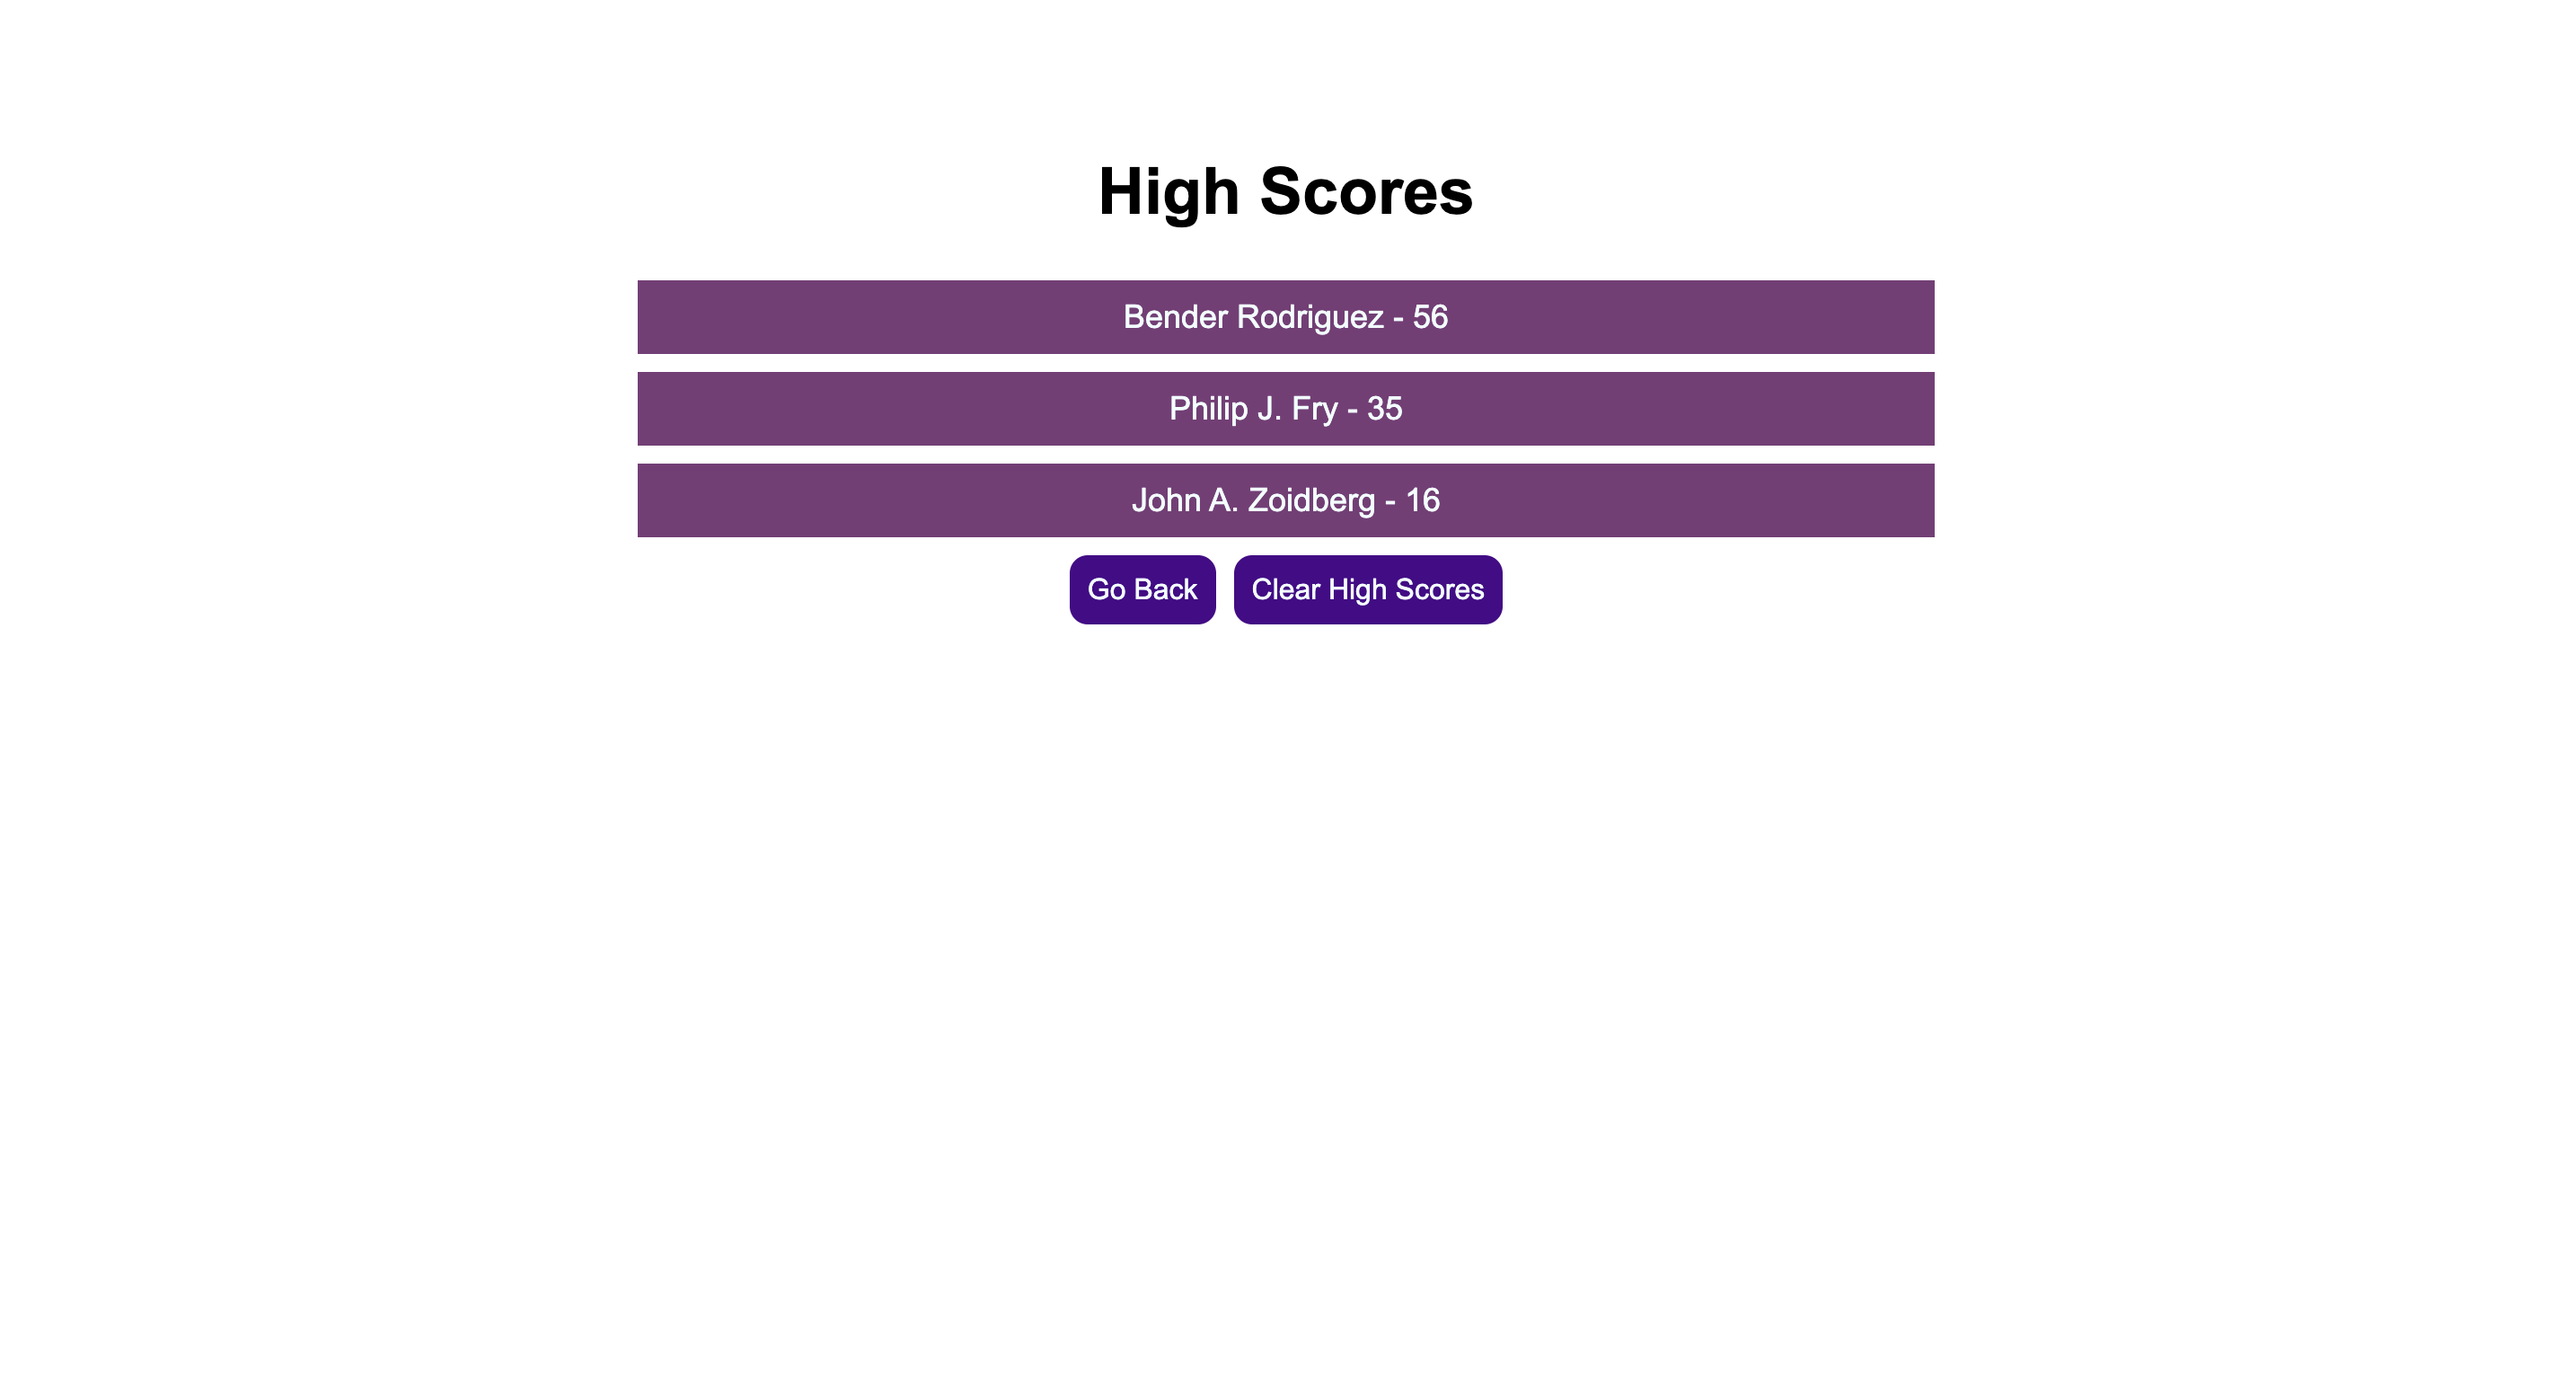 High Scores
Bender Rodriguez - 56
Philip J. Fry - 35
John A. Zoidberg - 16
Go Back
Clear High Scores